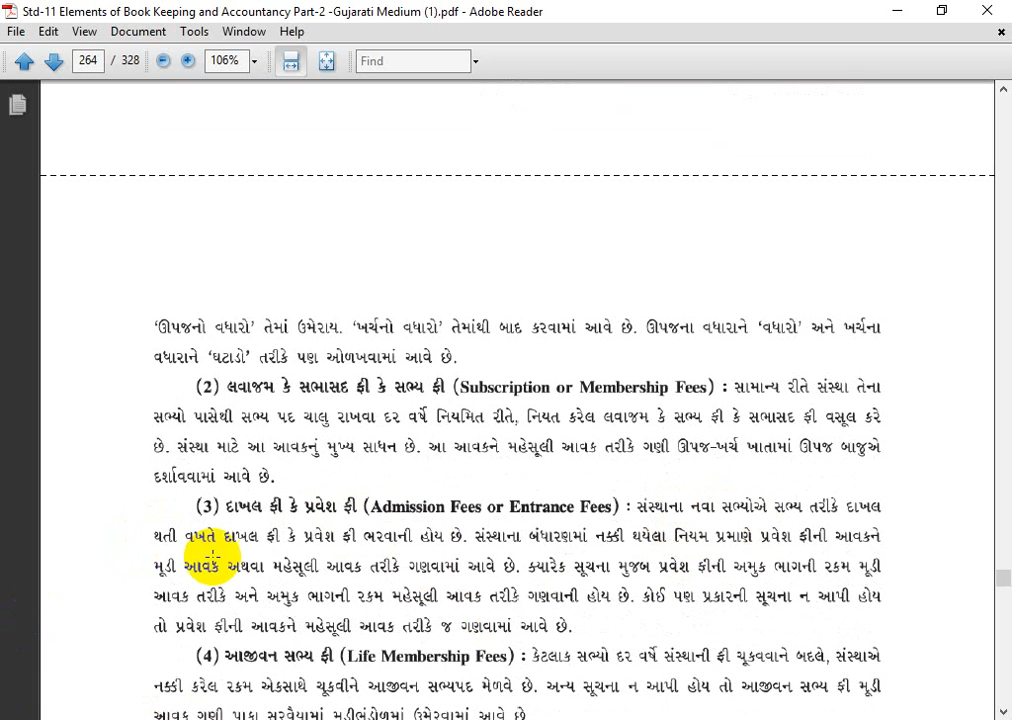 Std-11 Elements of Book Keeping and Accountancy Part-2 -Gujarati Medium (1).pdf - Adobe Reader
File Edit View Document Tools Window Help
264 / 328 106% Find
‘ઊપજનો વધારો’ તેમાં ઉમેરાય. ‘ખર્ચનો વધારો’ તેમાંથી બાદ કરવામાં આવે છે. ઊપજના વધારાને ‘વધારો’ અને ખર્ચના
વધારાને ‘ઘટાડો’ તરીકે પણ ઓળખવામાં આવે છે.
(2) લવાજમ કે સભાસદ ફી કે સભ્ય ફી (Subscription or Membership Fees) : સામાન્ય રીતે સંસ્થા તેના
સભ્યો પાસેથી સભ્ય પદ ચાલુ રાખવા દર વર્ષે નિયમિત રીતે, નિયત કરેલ લવાજમ કે સભ્ય ફી કે સભાસદ ફી વસૂલ કરે
છે. સંસ્થા માટે આ આવકનું મુખ્ય સાધન છે. આ આવકને મહેસૂલી આવક તરીકે ગણી ઊપજ-ખર્ચ ખાતામાં ઊપજ બાજુએ
દર્શાવવામાં આવે છે.
(3) દાખલ ફી કે પ્રવેશ ફી (Admission Fees or Entrance Fees) : સંસ્થાના નવા સભ્યોએ સભ્ય તરીકે દાખલ
થતી વખતે દાખલ ફી કે પ્રવેશ ફી ભરવાની હોય છે. સંસ્થાના બંધારણમાં નક્કી થયેલા નિયમ પ્રમાણે પ્રવેશ ફીની આવકને
મૂડી આવક અથવા મહેસૂલી આવક તરીકે ગણવામાં આવે છે. ક્યારેક સૂચના મુજબ પ્રવેશ ફીની અમુક ભાગની રકમ મૂડી
આવક તરીકે અને અમુક ભાગની રકમ મહેસૂલી આવક તરીકે ગણવાની હોય છે. કોઈ પણ પ્રકારની સૂચના ન આપી હોય
તો પ્રવેશ ફીની આવકને મહેસૂલી આવક તરીકે જ ગણવામાં આવે છે.
(4) આજીવન સભ્ય ફી (Life Membership Fees) : કેટલાક સભ્યો દર વર્ષે સંસ્થાની ફી ચૂકવવાને બદલે, સંસ્થાએ
નક્કી કરેલ રકમ એકસાથે ચૂકવીને આજીવન સભ્યપદ મેળવે છે. અન્ય સૂચના ન આપી હોય તો આજીવન સભ્ય ફી મૂડી
આવક ગણી પાકા સરવૈયામાં મૂડીભંડોળમાં ઉમેરવામાં આવે છે.